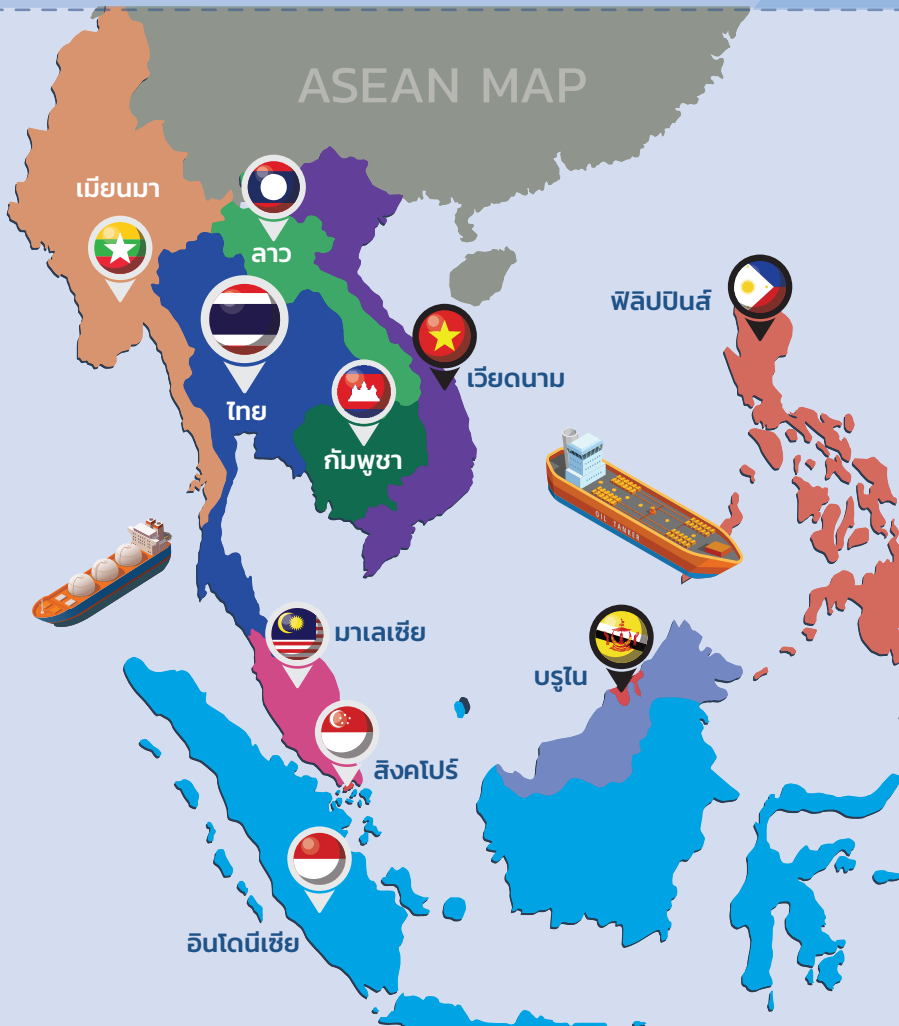 ASEAN MAP
เมียนมา
ลาว
ฟิลิปปินส์
เวียดนาม
ไทย
กัมพูชา
OIL TANKER
มาเลเซีย
บรูไน
สิงคโปร์
อินโดนีเซีย